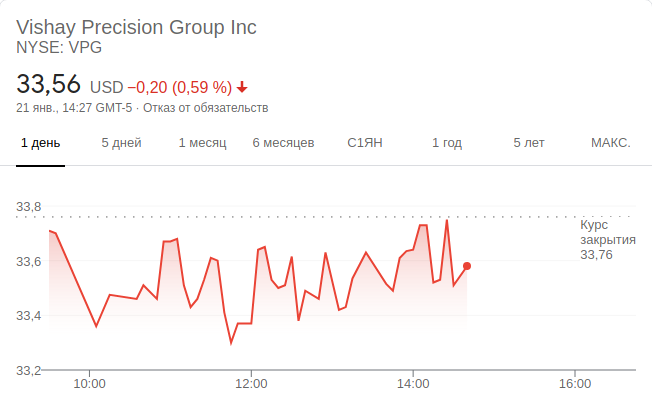 Vishay Precision Group Inc
NYSE: VPG
33,56 USD −0,20 (0,59 %)
21 янв., 14:27 GMT-5 · Отказ от обязательств
1 день 5 дней 1 месяц 6 месяцев С1ЯН 1 год 5 лет МАКС.
33,8
Курс
закрытия
33,76
33,6
33,4
33,2
10:00 12:00 14:00 16:00